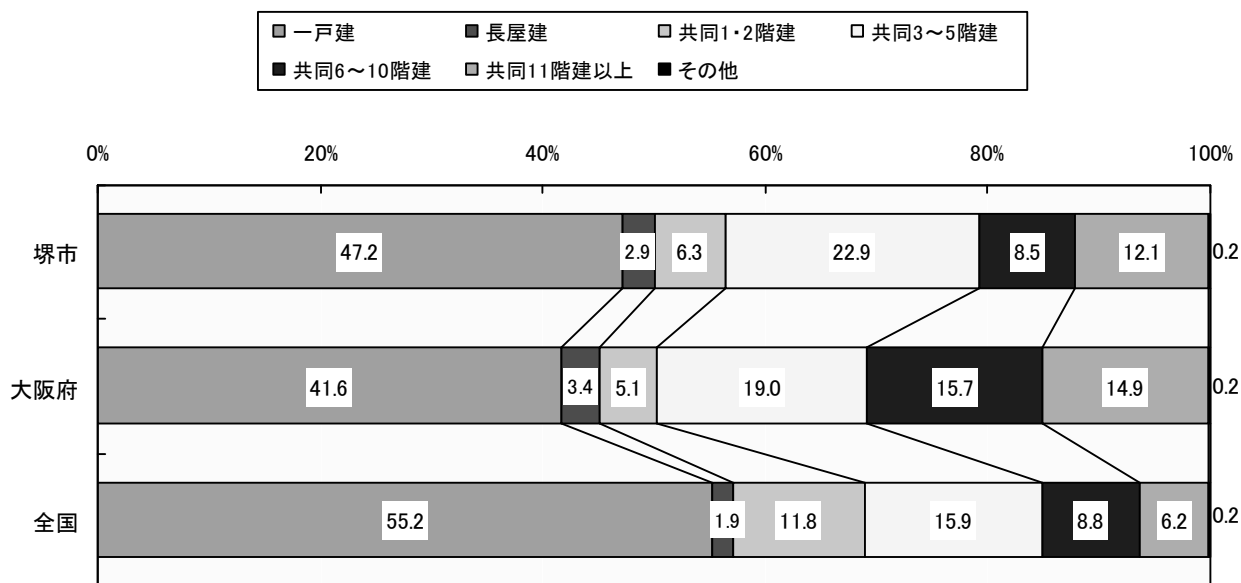 一戸建 長屋建 共同1・2階建 共同3～5階建
共同6～10階建 共同11階建以上 その他
0% 20% 40% 60% 80% 100%
堺市 47.2 2.9 6.3 22.9 8.5 12.1 0.2
大阪府 41.6 3.4 5.1 19.0 15.7 14.9 0.2
全国 55.2 1.9 11.8 15.9 8.8 6.2 0.2